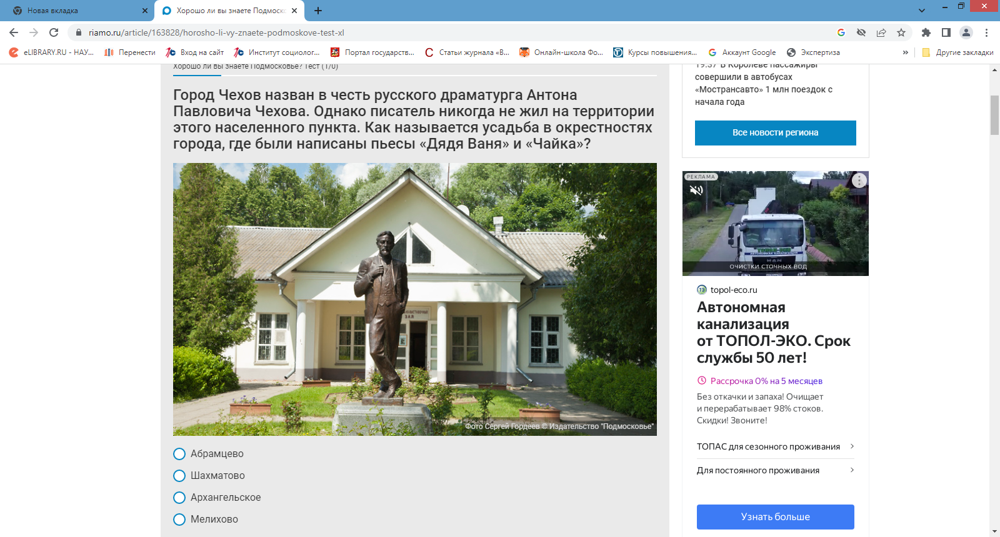 Новая вкладка
Хорошо ли вы знаете Подмоск
riamo.ru/article/163828/horosho-li-vy-znaete-podmoskove-test-xl
eLIBRARY.RU - НАУ...
Перенести
Вход на сайт
Институт социолог...
Портал государств...
Статьи журнала «В...
Онлайн-школа Фо...
Курсы повышения...
Аккаунт Google
Экспертиза
»
Другие закладки
Хорошо ли вы знаете Подмосковье? Тест (1/0)
Город Чехов назван в честь русского драматурга Антона
Павловича Чехова. Однако писатель никогда не жил на территории
этого населенного пункта. Как называется усадьба в окрестностях
города, где были написаны пьесы «Дядя Ваня» и «Чайка»?
ЗАЛ
Фото Сергей Гордеев © Издательство "Подмосковье"
Абрамцево
Шахматово
Архангельское
Мелихово
19:37 В Королеве пассажиры
совершили в автобусах
«Мострансавто» 1 млн поездок с
начала года
Все новости региона
РЕКЛАМА
ТОПОЛ-ЭКО
АВТОНОМНАЯ КАНАЛИЗАЦИЯ
MAN
ОЧИСТКИ СТОЧНЫХ ВОД
ТЭ
topol-eco.ru
Автономная
канализация
от ТОПОЛ-ЭКО. Срок
службы 50 лет!
Рассрочка 0% на 5 месяцев
Без откачки и запаха! Очищает
и перерабатывает 98% стоков.
Скидки! Звоните!
ТОПАС для сезонного проживания
Для постоянного проживания
Узнать больше